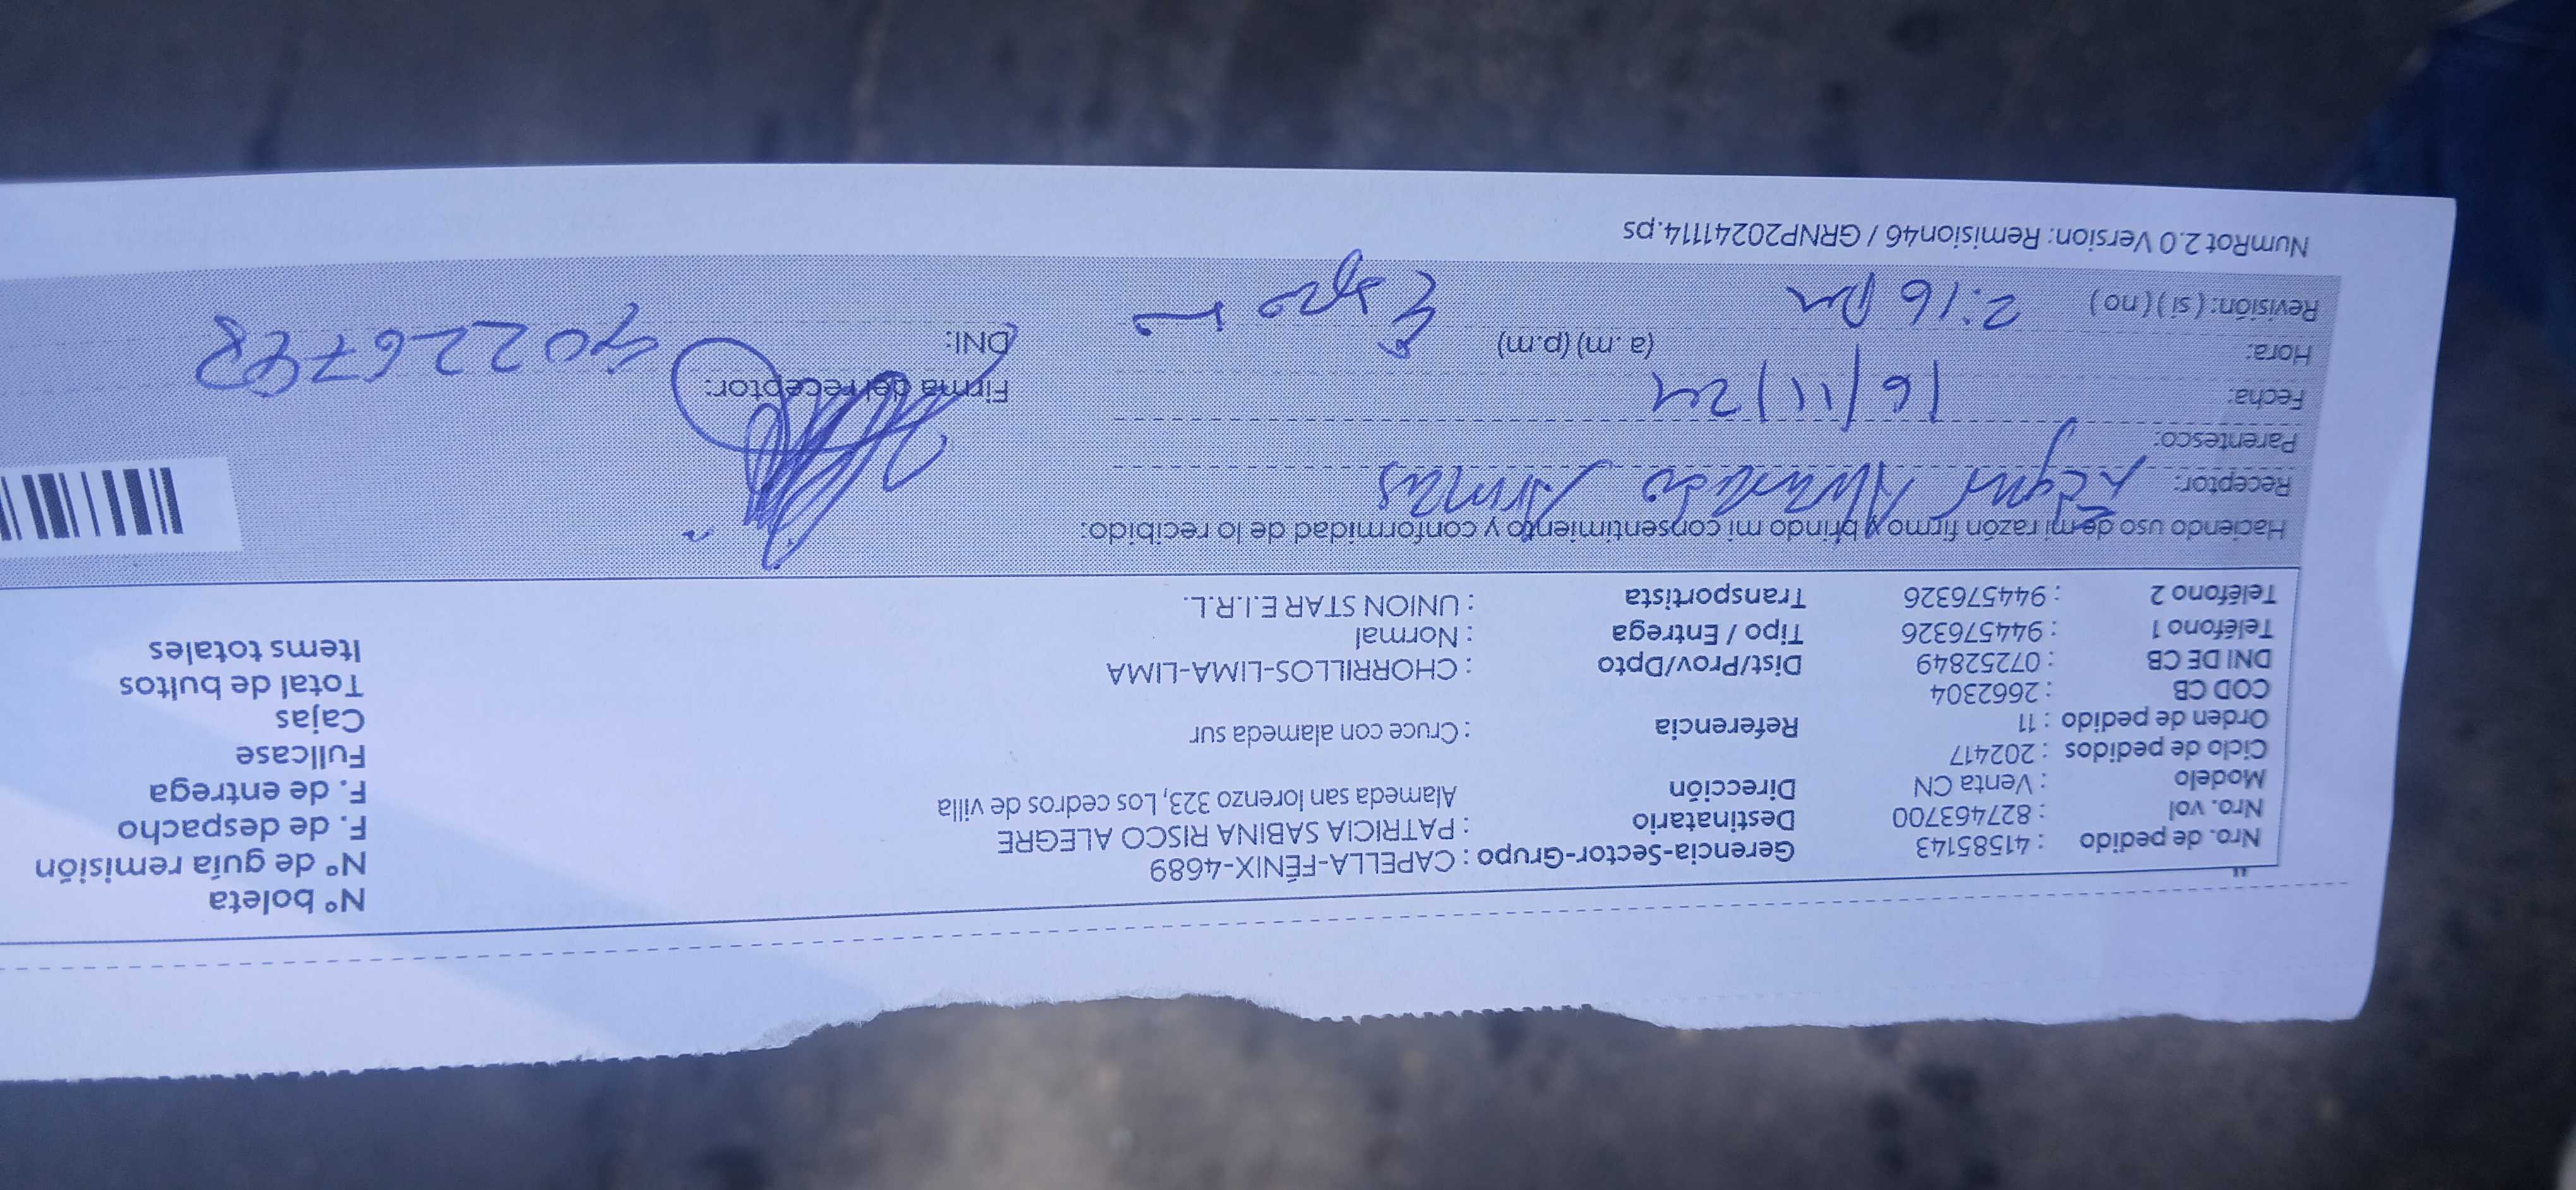 Nº boleta
Nro. de pedido : 41585143 Gerencia-Sector-Grupo : CAPELLA-FÉNIX-4689 Nº de guía remisión
Nro. vol : 827463700 Destinatario : PATRICIA SABINA RISCO ALEGRE F. de despacho
Modelo : Venta CN Dirección Alameda san lorenzo 323, Los cedros de villa F. de entrega
Ciclo de pedidos : 202417 Fullcase
Orden de pedido : 11 Referencia : Cruce con alameda sur Cajas
COD CB : 2662304 Total de bultos
DNI DE CB : 07252849 Dist/Prov/Dpto : CHORRILLOS-LIMA-LIMA Items totales
Teléfono 1 : 944576326 Tipo / Entrega : Normal
Teléfono 2 : 944576326 Transportista : UNION STAR E.I.R.L.
Haciendo uso de mi razón firmo y brindo mi consentimiento y conformidad de lo recibido:
Receptor: Alvarado Armas
Parentesco:
Fecha: 16/11/24 Firma del receptor:
Hora: (a .m) (p.m) DNI:
Revisión: ( si ) ( no ) 2:16 Pm Esposo
NumRot 2.0 Version: Remision46 / GRNP20241114.ps